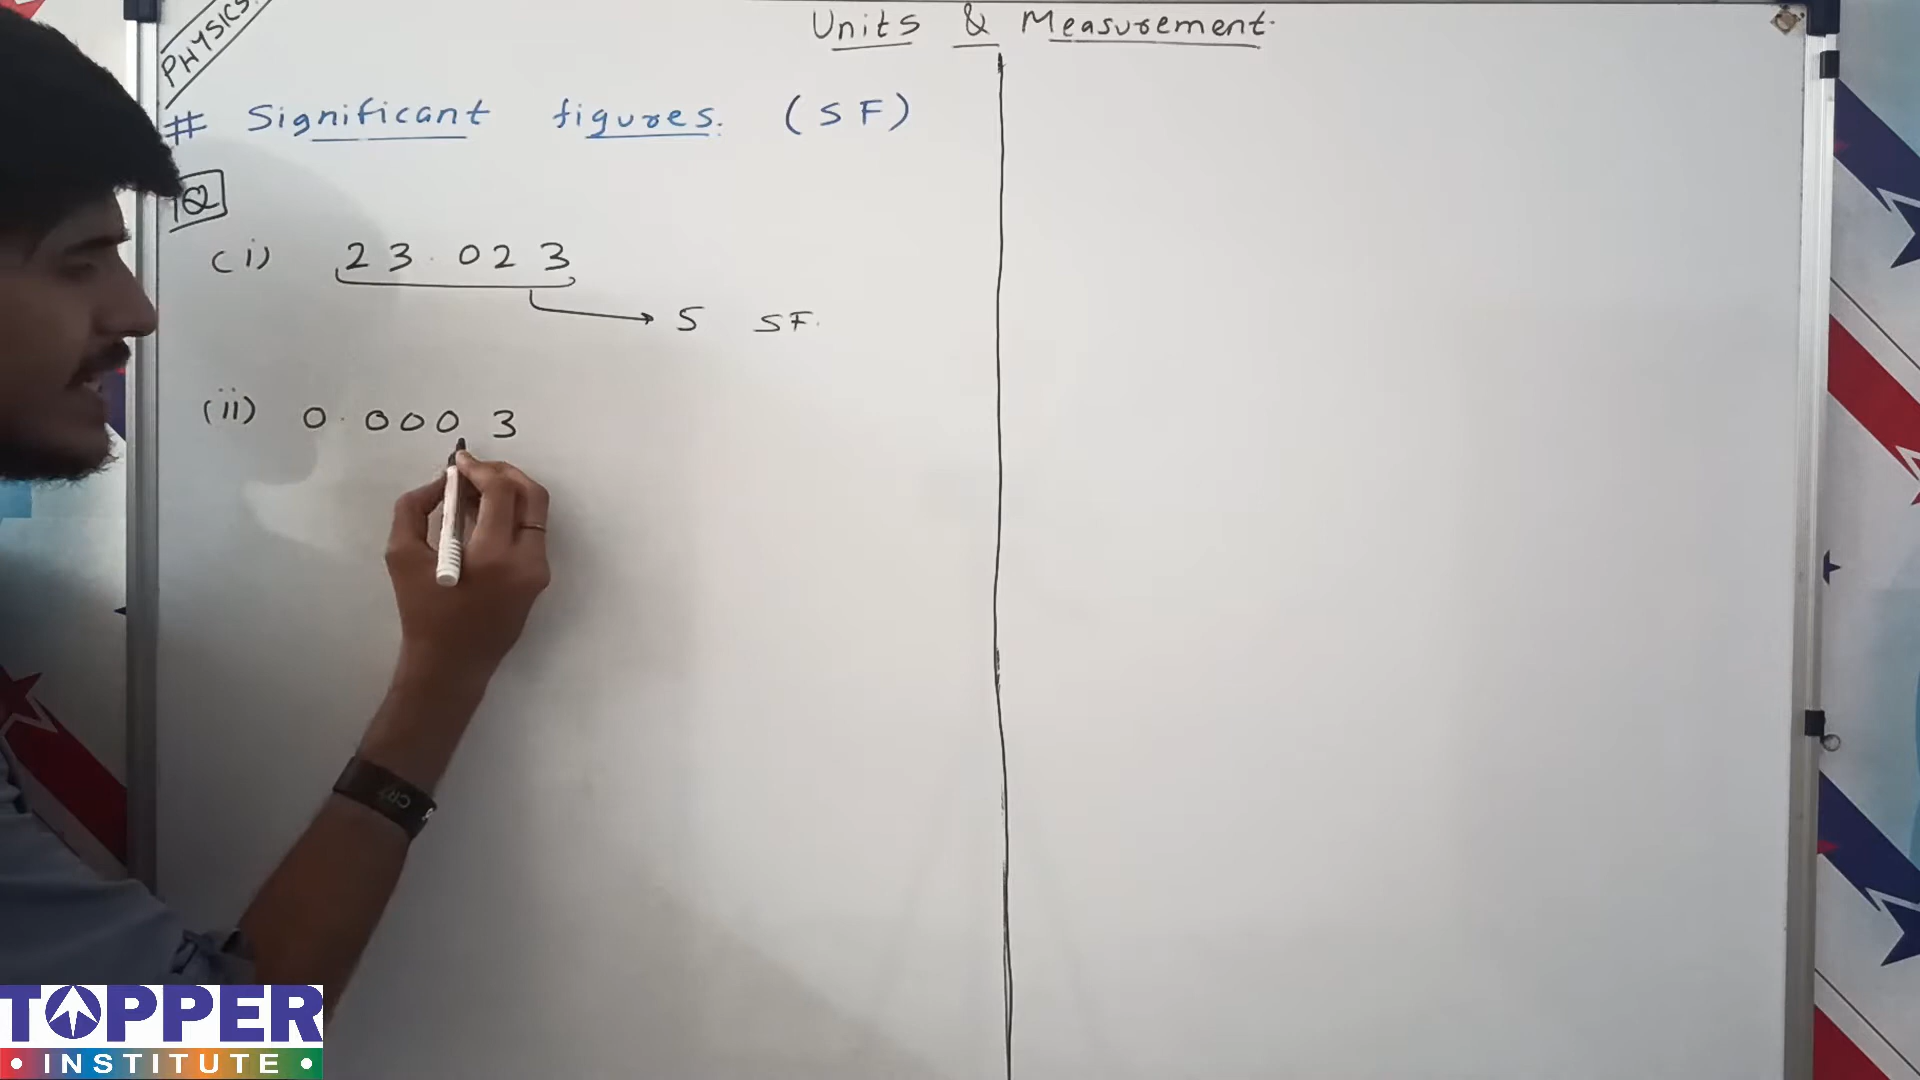 PHYSICS
Units & Measurement
# Significant figures. (SF)
Q
(i) 23.023
5 SF.
(ii) 0.0003
TOPPER
• INSTITUTE •